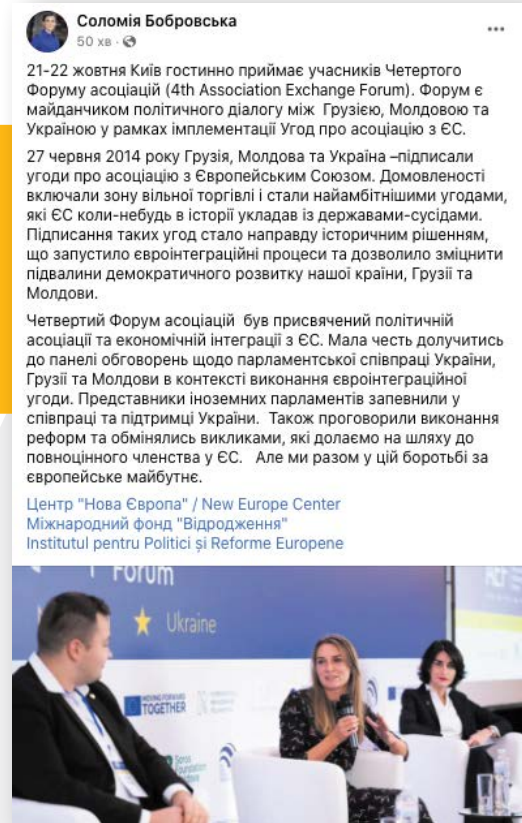 Соломія Бобровська
50 хв ·
21-22 жовтня Київ гостинно приймає учасників Четвертого
Форуму асоціацій (4th Association Exchange Forum). Форум є
майданчиком політичного діалогу між  Грузією, Молдовою та
Україною у рамках імплементації Угод про асоціацію з ЄС.
27 червня 2014 року Грузія, Молдова та Україна –підписали
угоди про асоціацію з Європейським Союзом. Домовленості
включали зону вільної торгівлі і стали найамбітнішими угодами,
які ЄС коли-небудь в історії укладав із державами-сусідами.
Підписання таких угод стало направду історичним рішенням,
що запустило євроінтеграційні процеси та дозволило зміцнити
підвалини демократичного розвитку нашої країни, Грузії та
Молдови.
Четвертий Форум асоціацій  був присвячений політичній
асоціації та економічній інтеграції з ЄС. Мала честь долучитись
до панелі обговорень щодо парламентської співпраці України,
Грузії та Молдови в контексті виконання євроінтеграційної
угоди. Представники іноземних парламентів запевнили у
співпраці та підтримці України.  Також проговорили виконання
реформ та обмінялись викликами, які долаємо на шляху до
повноцінного членства у ЄС.   Але ми разом у цій боротьбі за
європейське майбутнє.
Центр "Нова Європа" / New Europe Center
Міжнародний фонд "Відродження"
Institutul pentru Politici și Reforme Europene
Forum
Ukraine
MOVING FORWARD
TOGETHER
Soros
Foundation